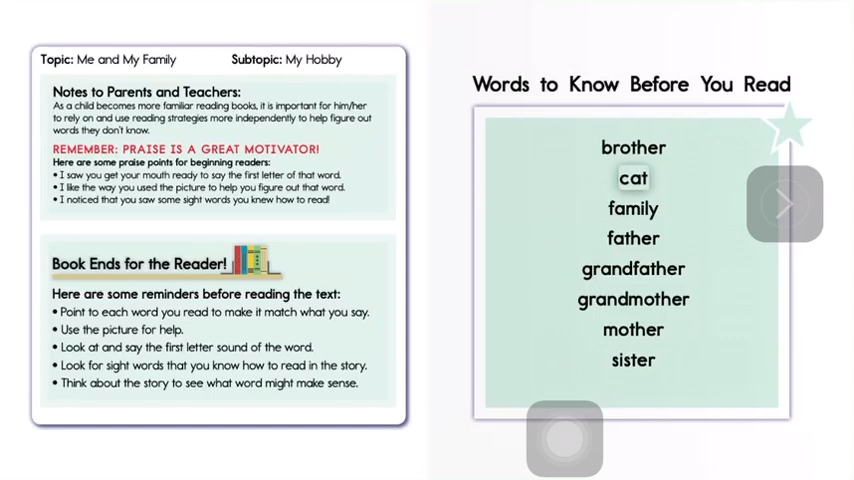 Topic: Me and My Family
Subtopic: My Hobby
Notes to Parents and Teachers:
As a child becomes more familiar reading books, it is important for him/her
to rely on and use reading strategies more independently to help figure out
words they don't know.
REMEMBER: PRAISE IS A GREAT MOTIVATOR!
Here are some praise points for beginning readers:
• I saw you get your mouth ready to say the first letter of that word.
• I like the way you used the picture to help you figure out that word.
• I noticed that you saw some sight words you knew how to read!
Book Ends for the Reader!
Here are some reminders before reading the text:
• Point to each word you read to make it match what you say.
• Use the picture for help.
• Look at and say the first letter sound of the word.
• Look for sight words that you know how to read in the story.
• Think about the story to see what word might make sense.
Words to Know Before You Read
brother
cat
family
father
grandfather
grandmother
mother
sister